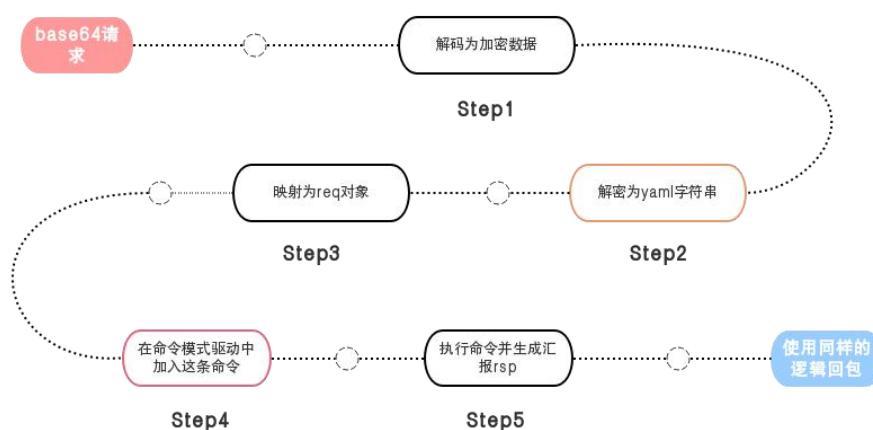 base64请
求
解码为加密数据
Step1
映射为req对象
解密为yaml字符串
Step3
Step2
在命令模式驱动中
加入这条命令
执行命令并生成汇
报rsp
使用同样的
逻辑回包
Step4
Step5